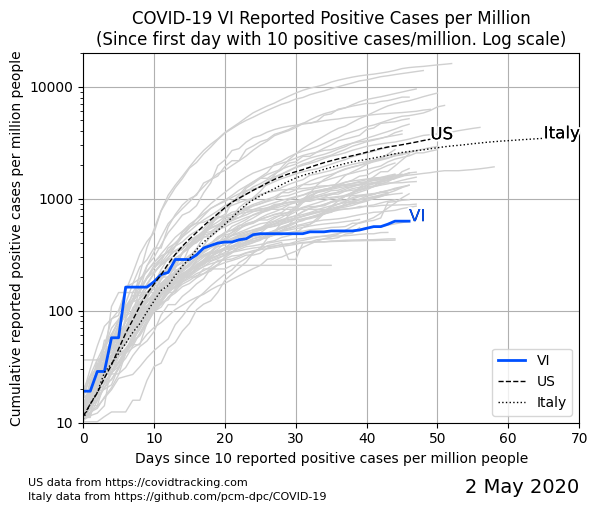 COVID-19 VI Reported Positive Cases per Million
(Since first day with 10 positive cases/million. Log scale)
Cumulative reported positive cases per million people
10000
1000
100
10
US
Italy
VI
VI
US
Italy
0 10 20 30 40 50 60 70
Days since 10 reported positive cases per million people
US data from https://covidtracking.com
Italy data from https://github.com/pcm-dpc/COVID-19
2 May 2020